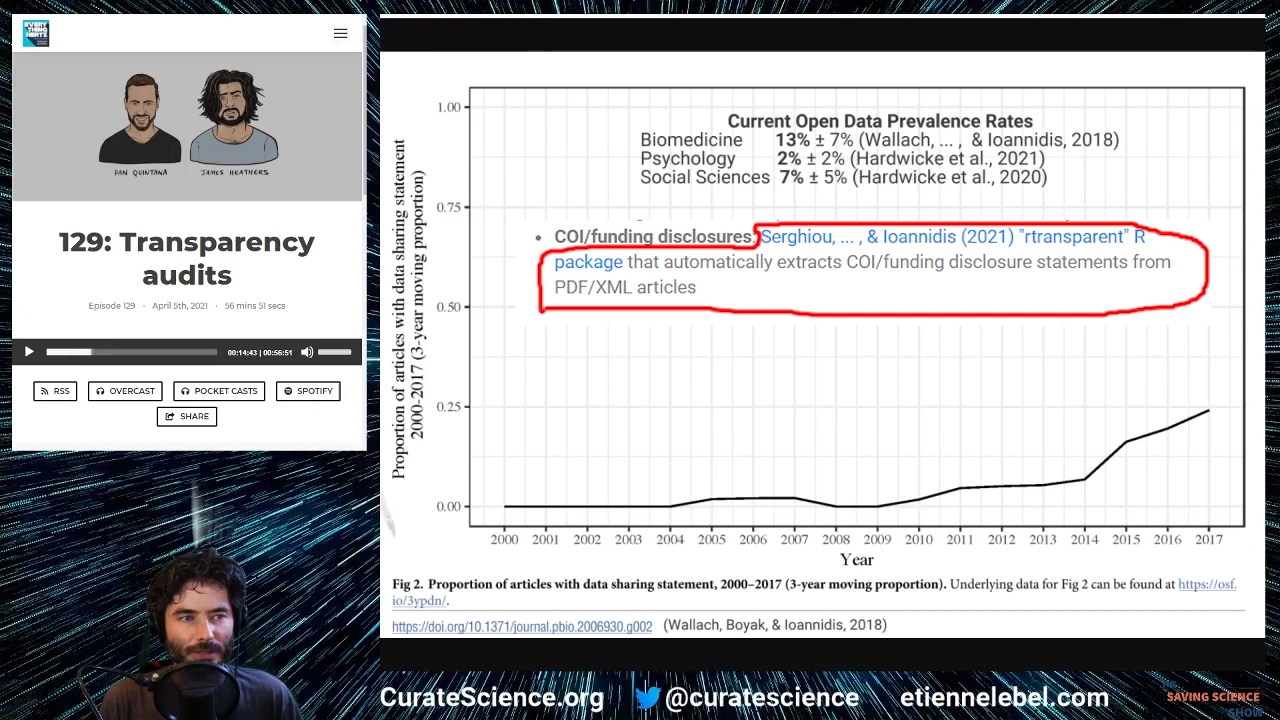 EVERY
THING
HERTZ
PAN QUINTANA
JAMES HEATHERS
129: Transparency
audits
Episode 129 · April 5th, 2021 · 56 mins 51 secs
00:14:43 | 00:56:51
RSS
OVERCAST
POCKET CASTS
SPOTIFY
SHARE
Proportion of articles with data sharing statement
2000-2017 (3-year moving proportion)
1.00
0.75
0.50
0.25
0.00
Current Open Data Prevalence Rates
Biomedicine 13% ± 7% (Wallach, ... , & Ioannidis, 2018)
Psychology 2% ± 2% (Hardwicke et al., 2021)
Social Sciences 7% ± 5% (Hardwicke et al., 2020)
• COI/funding disclosures: Serghiou, ... , & Ioannidis (2021) "rtransparent" R
package that automatically extracts COI/funding disclosure statements from
PDF/XML articles
2000 2001 2002 2003 2004 2005 2006 2007 2008 2009 2010 2011 2012 2013 2014 2015 2016 2017
Year
Fig 2. Proportion of articles with data sharing statement, 2000–2017 (3-year moving proportion). Underlying data for Fig 2 can be found at https://osf.
io/3ypdn/.
https://doi.org/10.1371/journal.pbio.2006930.g002 (Wallach, Boyak, & Ioannidis, 2018)
CurateScience.org @curatescience etiennelebel.com
SAVING SCIENCE
SHOW